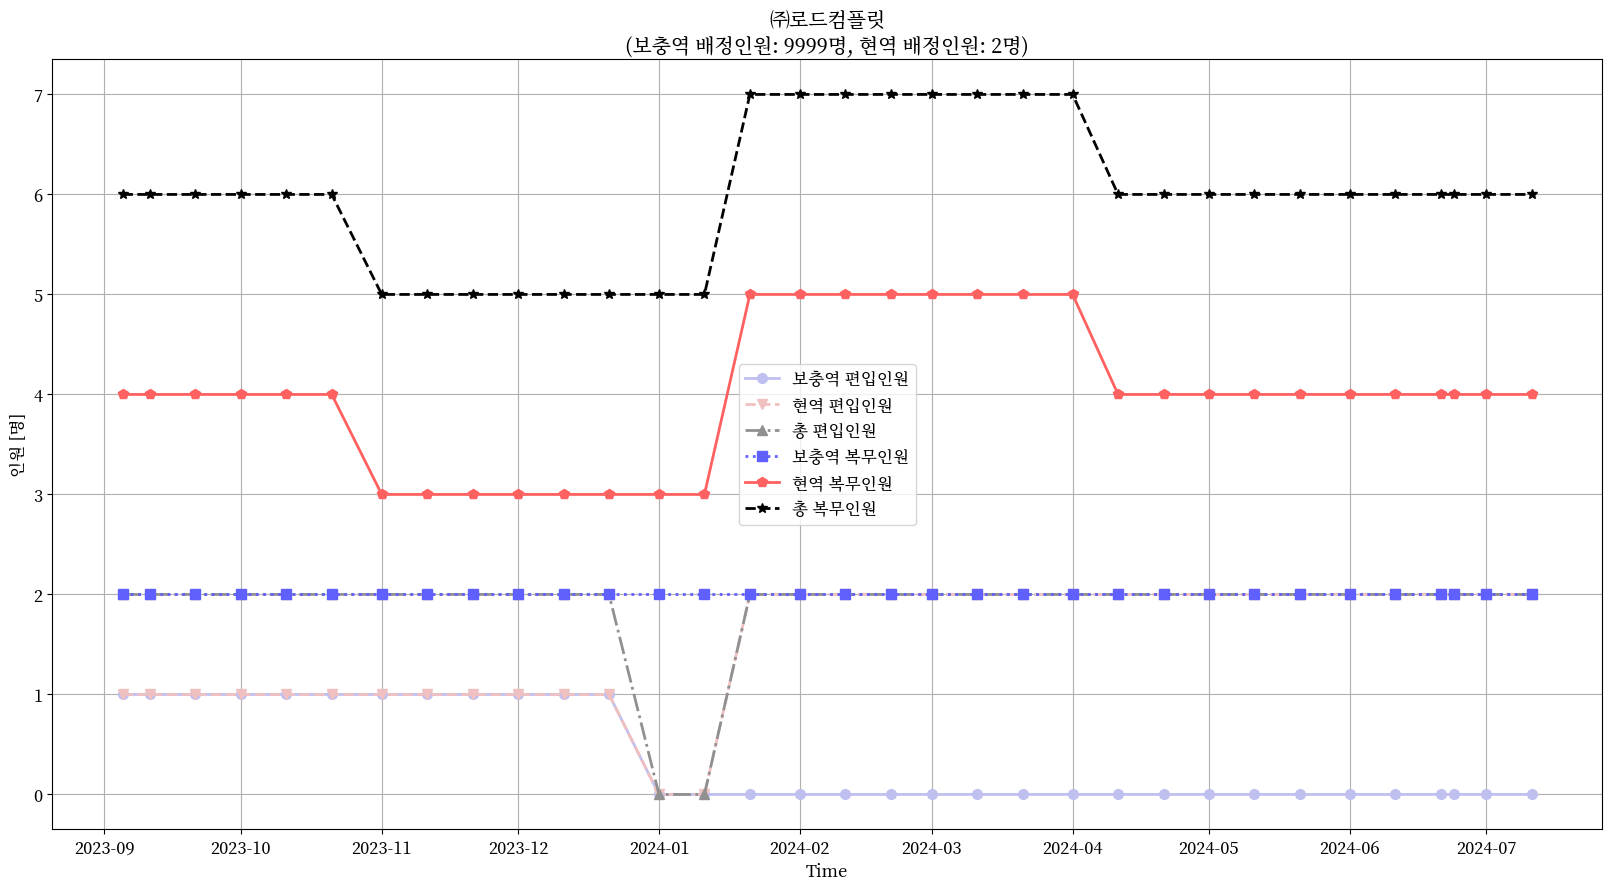 ㈜로드컴플릿
(보충역 배정인원: 9999명, 현역 배정인원: 2명)
인원 [명]
7
6
5
4
3
2
1
0
보충역 편입인원
현역 편입인원
총 편입인원
보충역 복무인원
현역 복무인원
총 복무인원
2023-09 2023-10 2023-11 2023-12 2024-01 2024-02 2024-03 2024-04 2024-05 2024-06 2024-07
Time